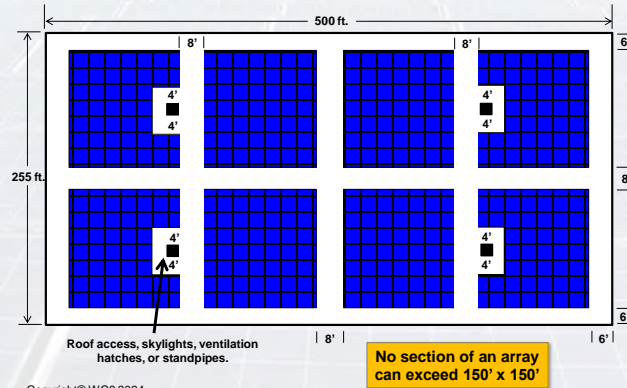 500 ft.
8'
8'
6'
4'
4'
4'
4'
255 ft.
8'
4'
4'
4'
4'
6'
8'
6'
Roof access, skylights, ventilation
hatches, or standpipes.
No section of an array
can exceed 150' x 150'